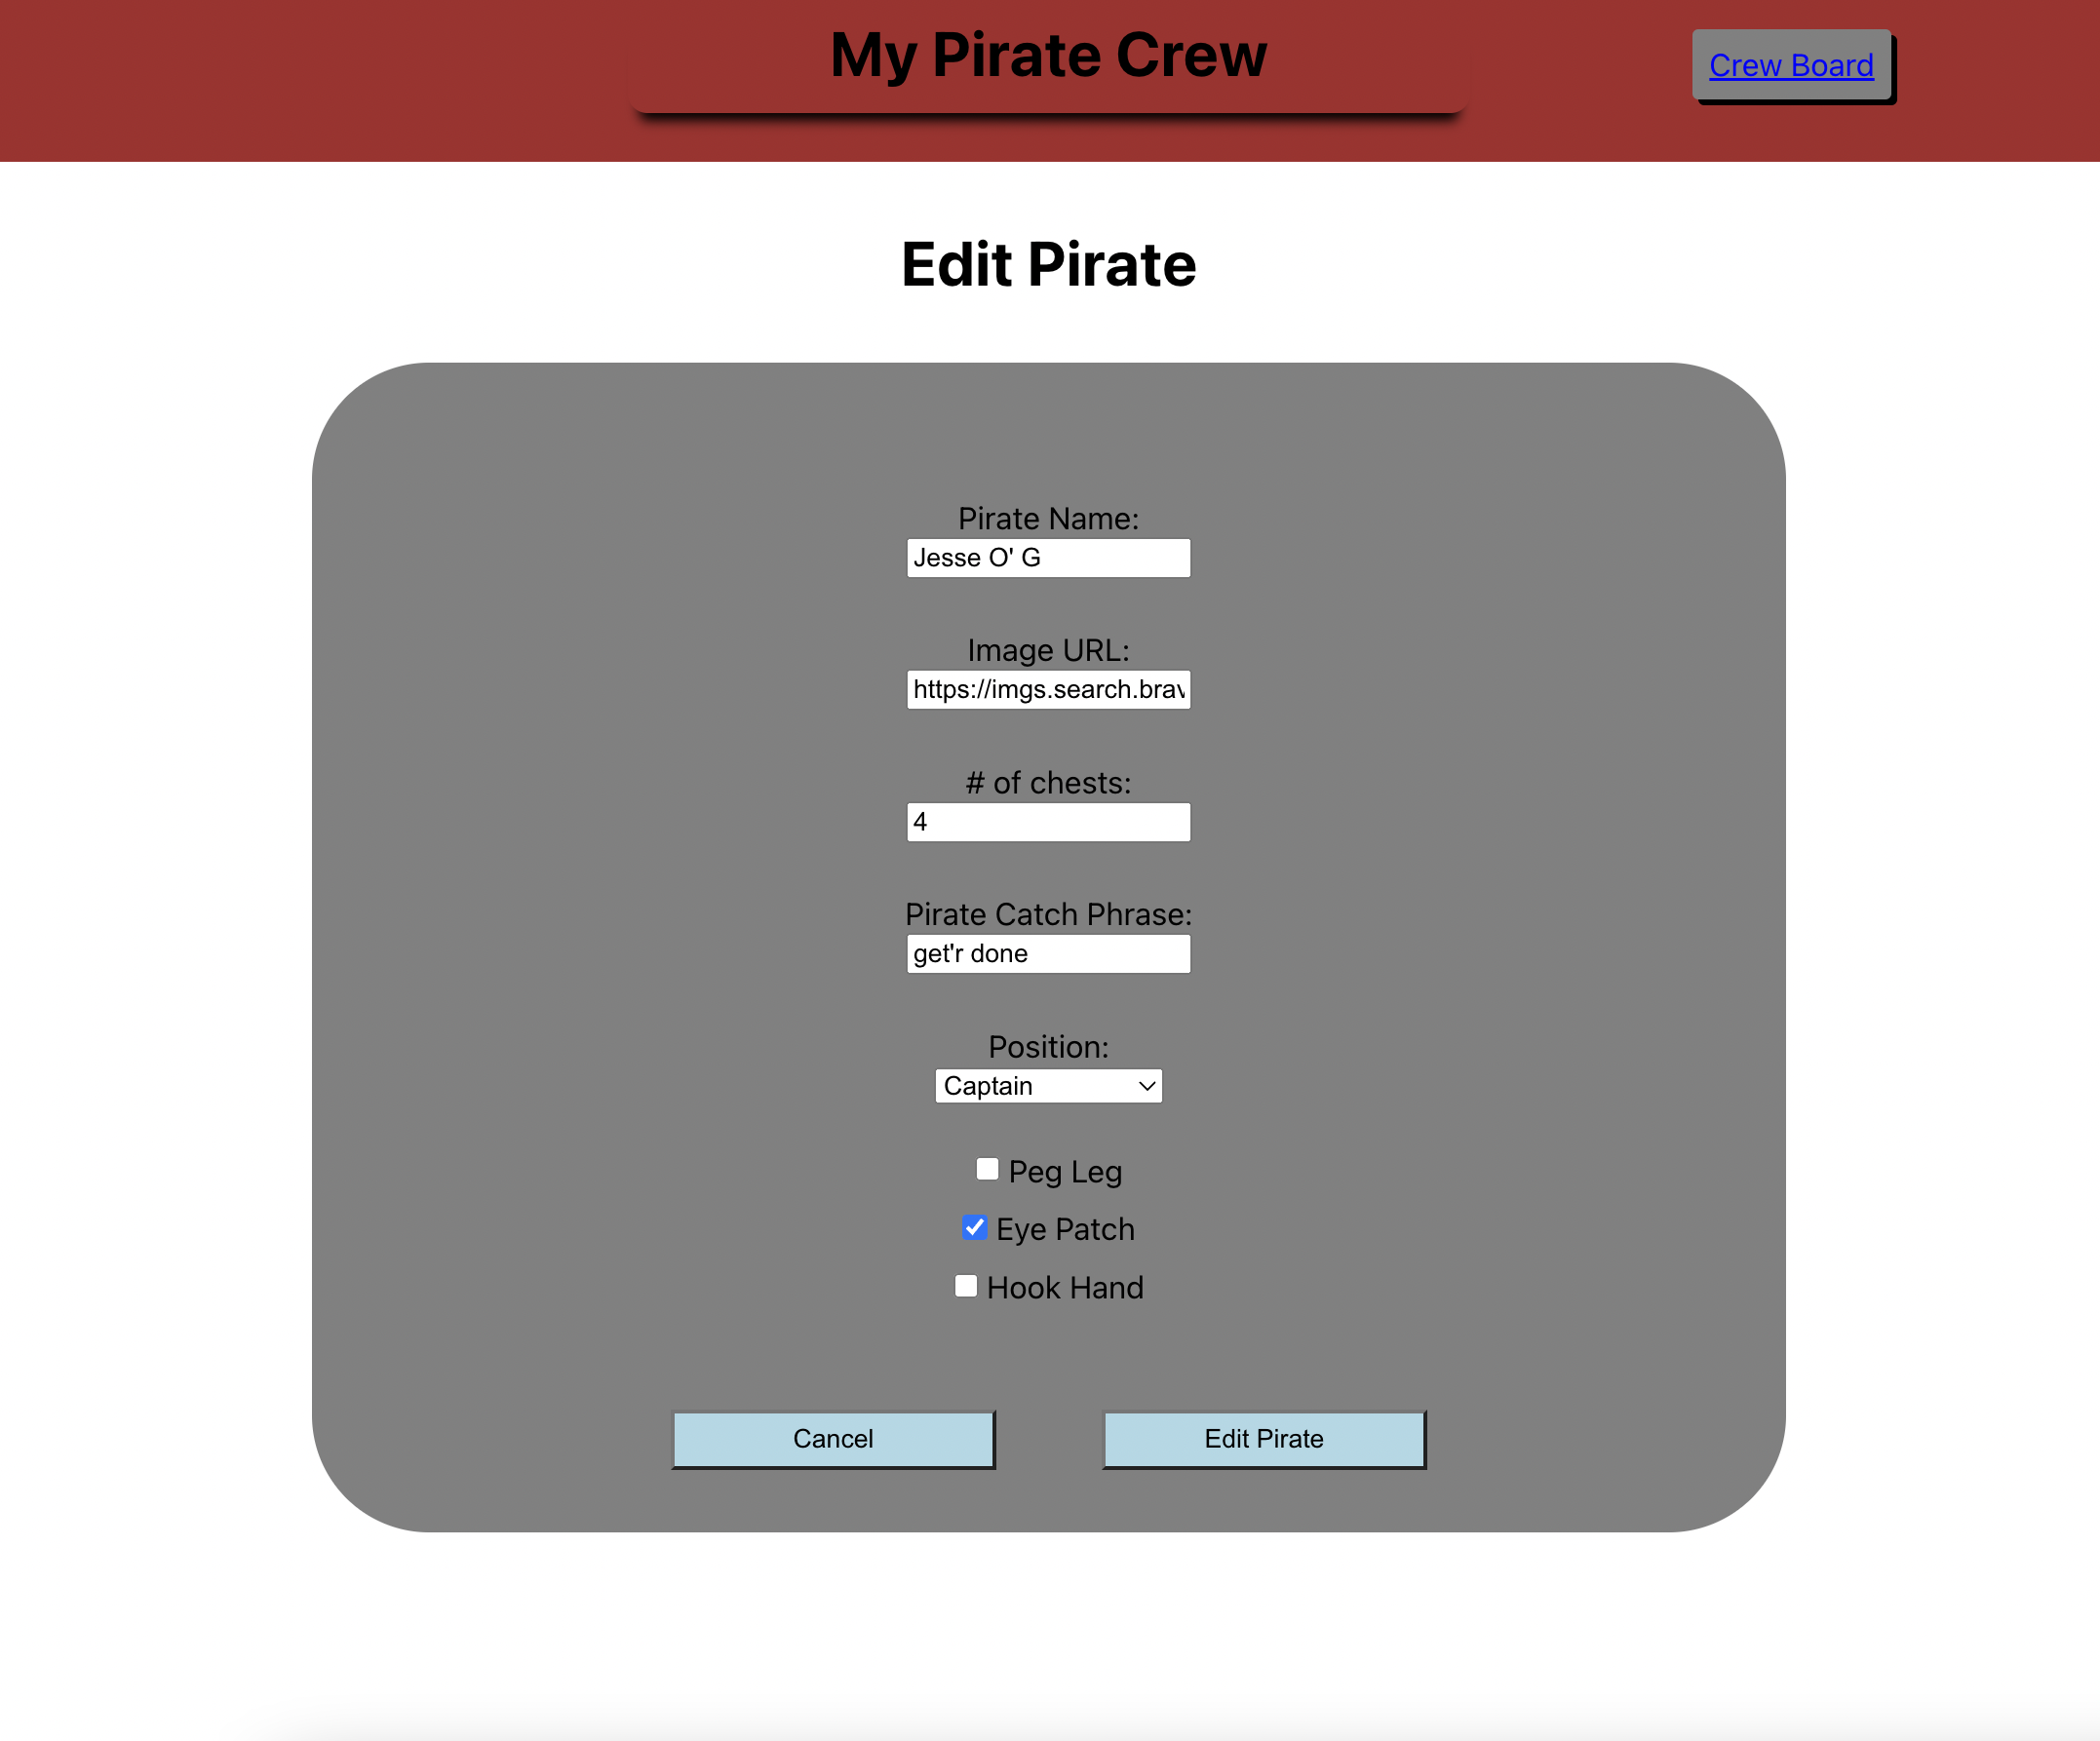 My Pirate Crew
Crew Board
Edit Pirate
Pirate Name:
Jesse O' G
Image URL:
https://imgs.search.brav
# of chests:
4
Pirate Catch Phrase:
get'r done
Position:
Captain
Peg Leg
Eye Patch
Hook Hand
Cancel
Edit Pirate